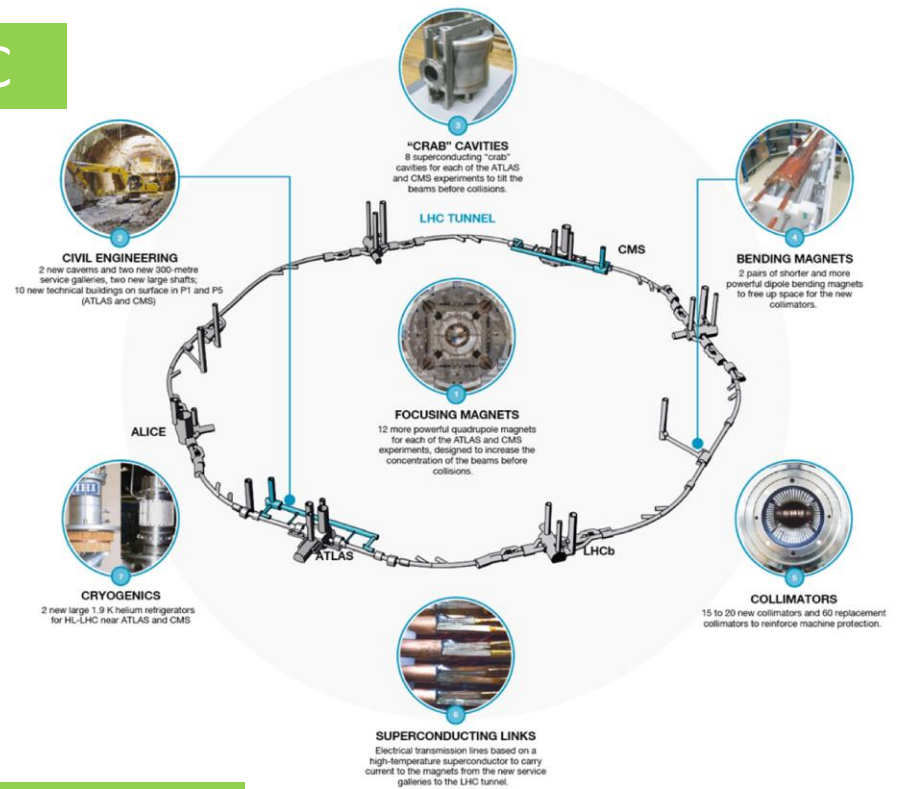 C
3
"CRAB" CAVITIES
8 superconducting "crab"
cavities for each of the ATLAS
and CMS experiments to tilt the
beams before collisions.
2
CIVIL ENGINEERING
2 new caverns and two new 300-metre
service galleries, two new large shafts;
10 new technical buildings on surface in P1 and P5
(ATLAS and CMS)
LHC TUNNEL
CMS
4
BENDING MAGNETS
2 pairs of shorter and more
powerful dipole bending magnets
to free up space for the new
collimators.
1
FOCUSING MAGNETS
12 more powerful quadrupole magnets
for each of the ATLAS and CMS
experiments, designed to increase the
concentration of the beams before
collisions.
ALICE
ATLAS
LHCb
IHI
7
CRYOGENICS
2 new large 1.9 K helium refrigerators
for HL-LHC near ATLAS and CMS
5
COLLIMATORS
15 to 20 new collimators and 60 replacement
collimators to reinforce machine protection.
6
SUPERCONDUCTING LINKS
Electrical transmission lines based on a
high-temperature superconductor to carry
current to the magnets from the new service
galleries to the LHC tunnel.